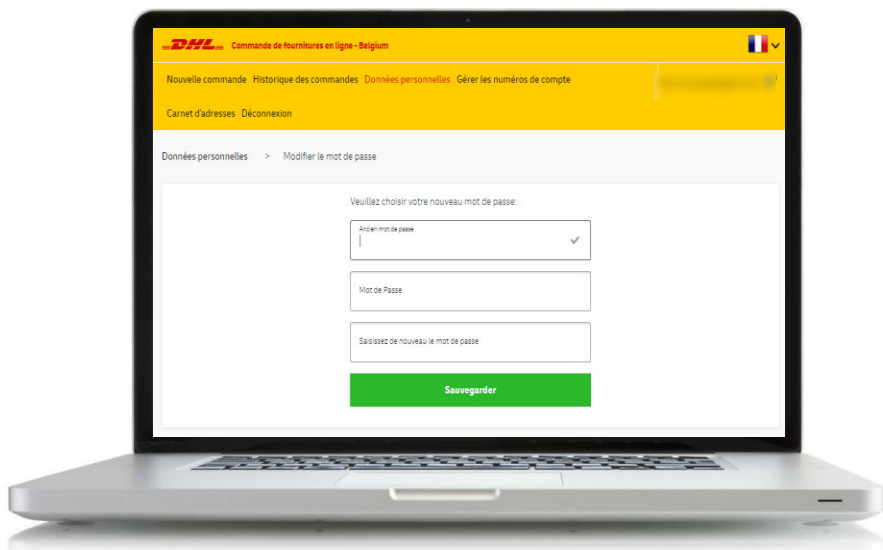 DHL Commande de fournitures en ligne - Belgium
Nouvelle commande Historique des commandes Données personnelles Gérer les numéros de compte
Carnet d'adresses Déconnexion
Données personnelles > Modifier le mot de passe
Veuillez choisir votre nouveau mot de passe:
Ancien mot de passe
Mot de Passe
Saisissez de nouveau le mot de passe
Sauvegarder